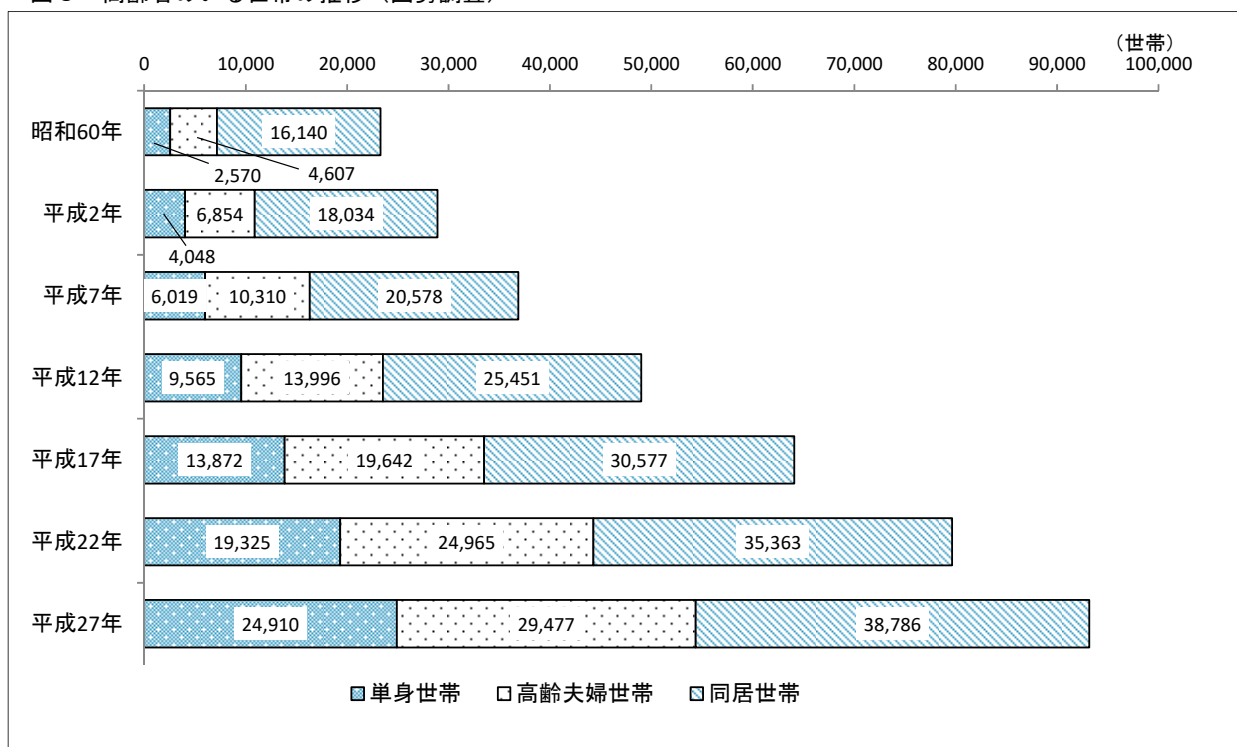 （世帯）
0 10,000 20,000 30,000 40,000 50,000 60,000 70,000 80,000 90,000 100,000
昭和60年 16,140
2,570 4,607
平成2年 6,854 18,034
4,048
平成7年 6,019 10,310 20,578
平成12年 9,565 13,996 25,451
平成17年 13,872 19,642 30,577
平成22年 19,325 24,965 35,363
平成27年 24,910 29,477 38,786
単身世帯 高齢夫婦世帯 同居世帯